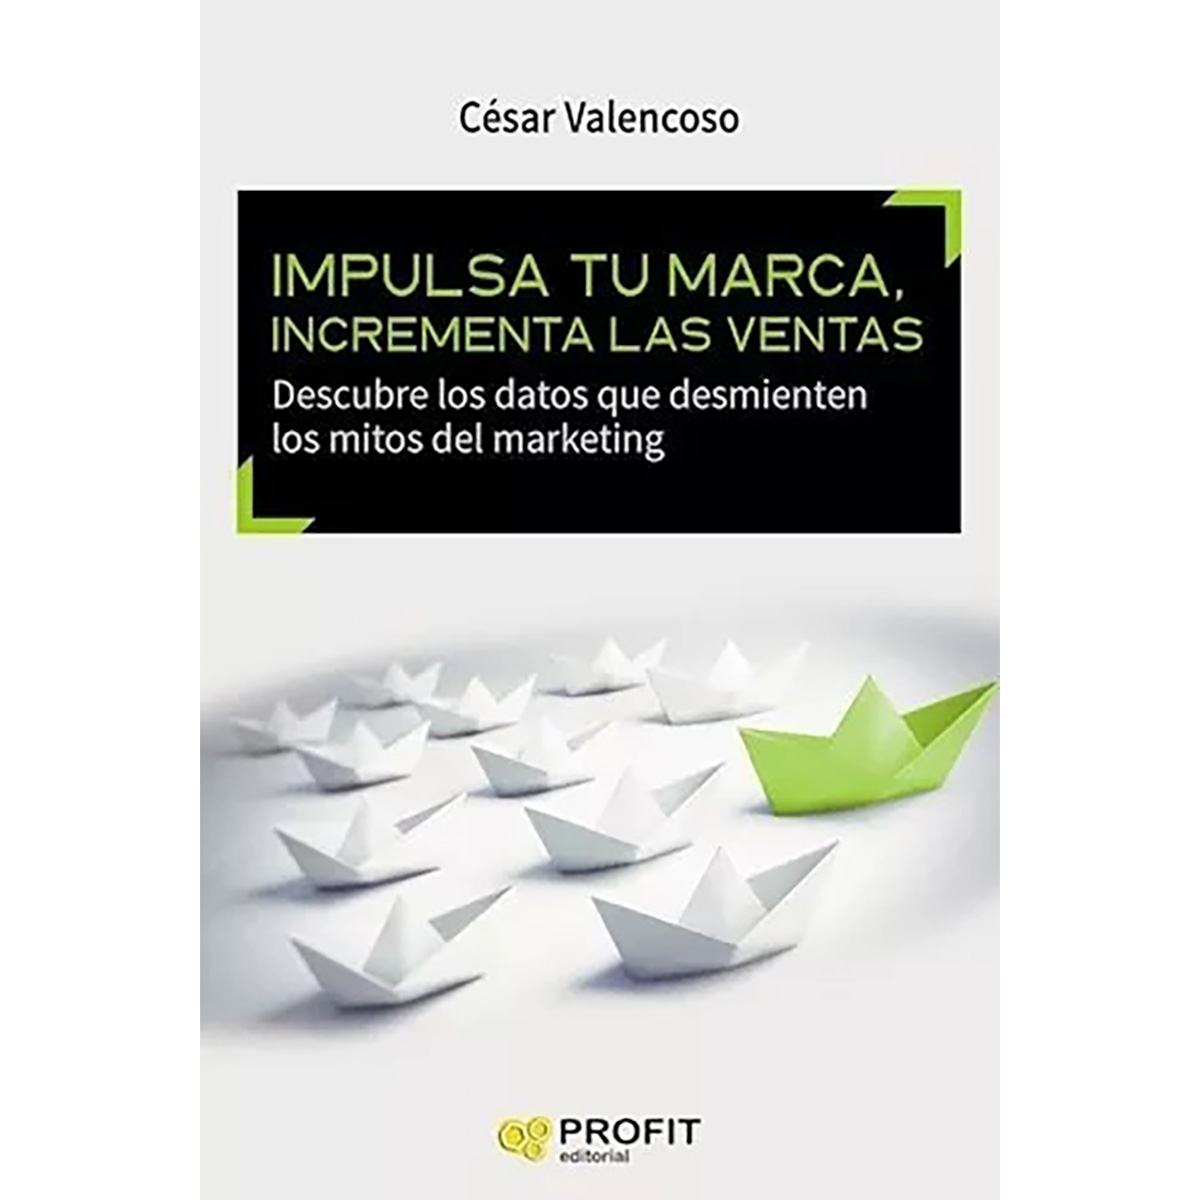 César Valencoso
IMPULSA TU MARCA,
INCREMENTA LAS VENTAS
Descubre los datos que desmienten
los mitos del marketing
PROFIT
editorial